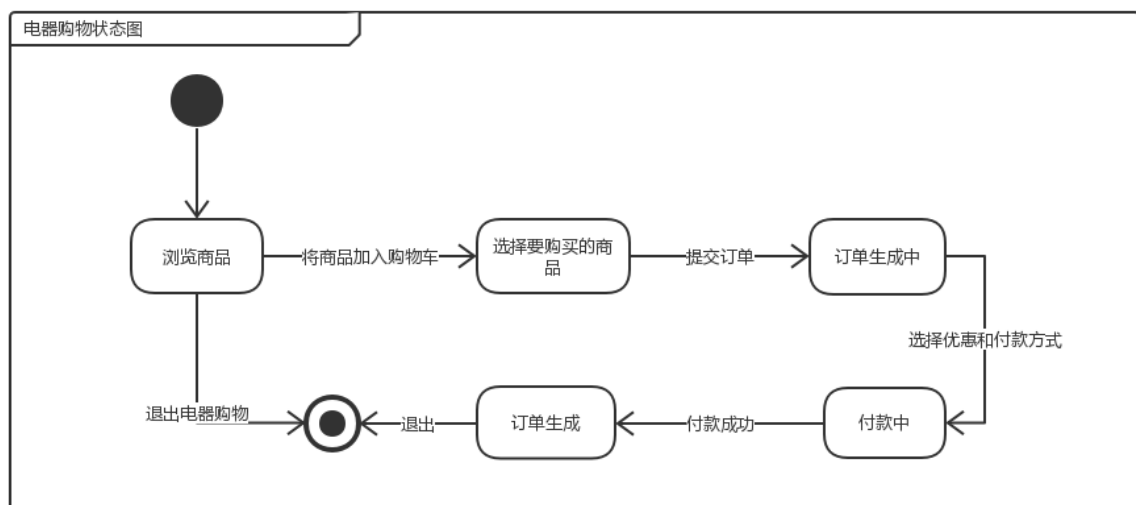 电器购物状态图
浏览商品
将商品加入购物车
选择要购买的商
品
提交订单
订单生成中
选择优惠和付款方式
退出电器购物
退出
订单生成
付款成功
付款中